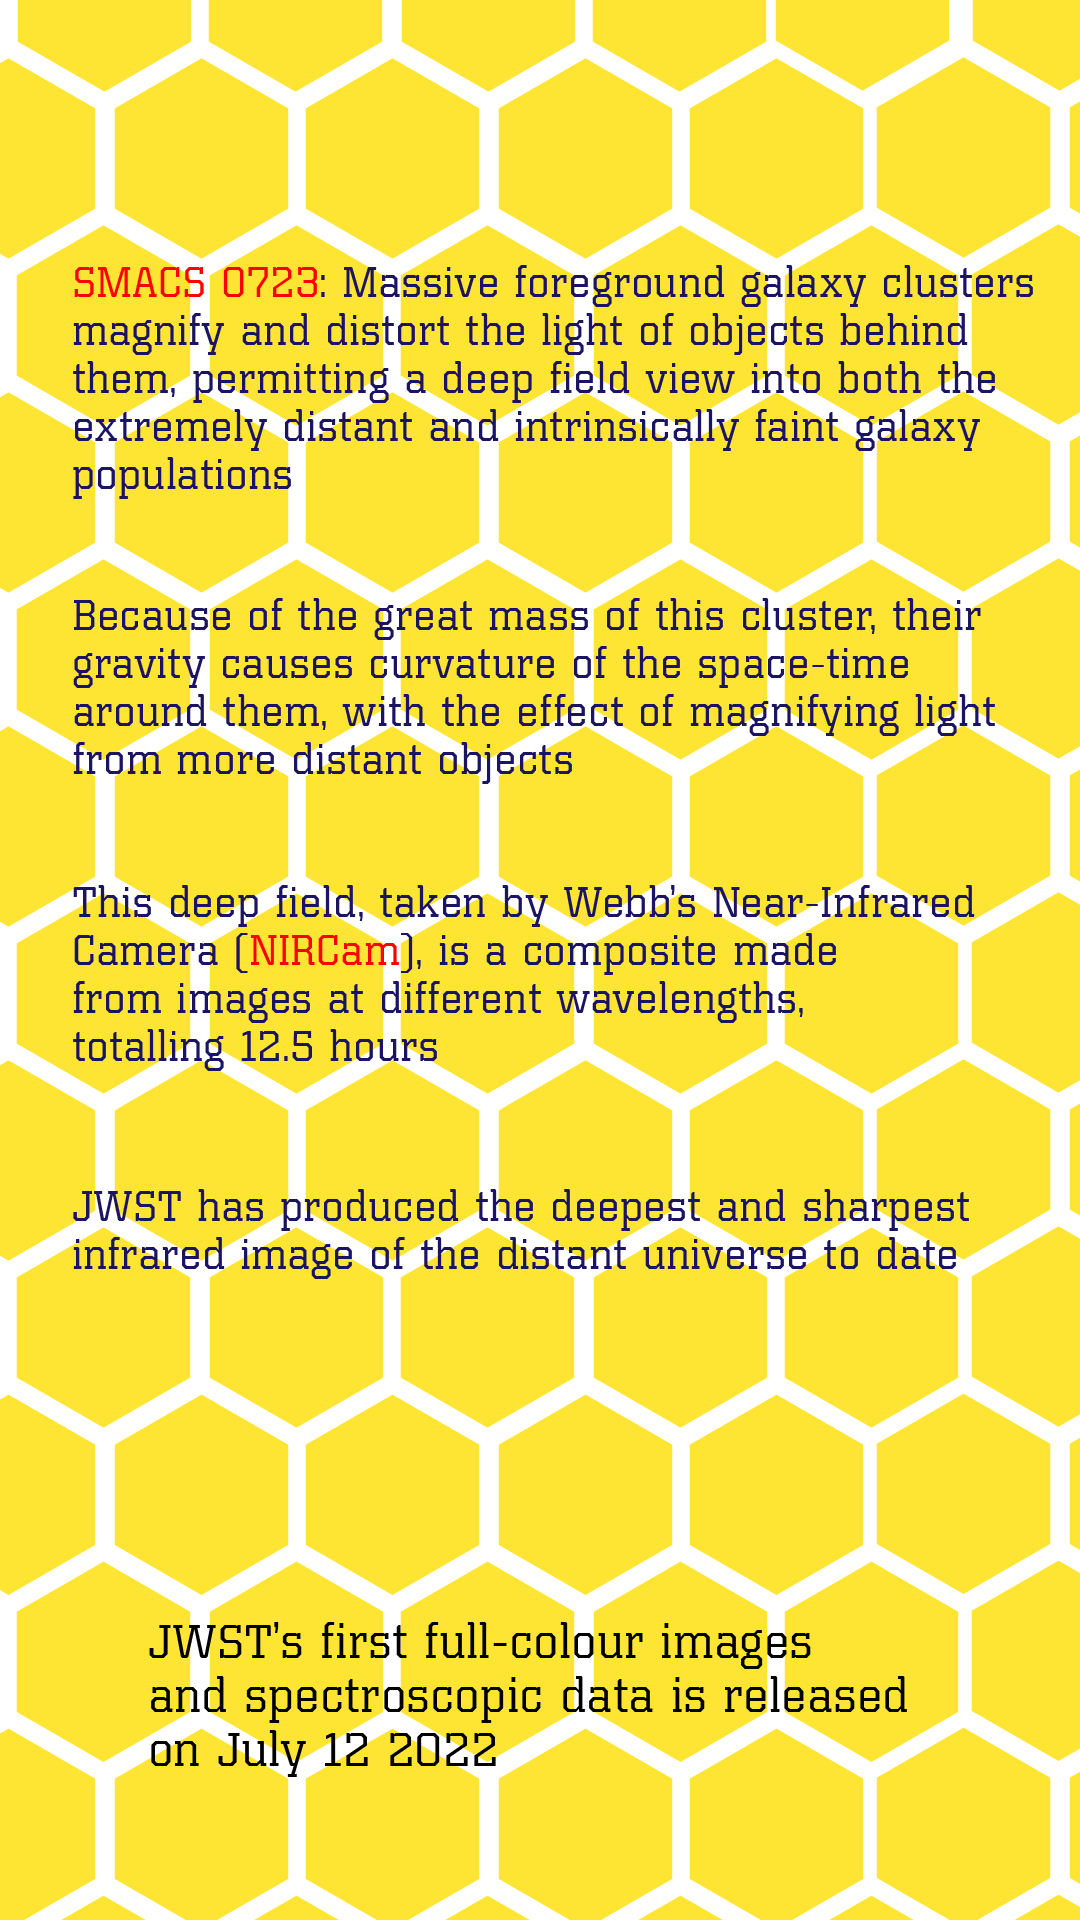 SMACS 0723: Massive foreground galaxy clusters
magnify and distort the light of objects behind
them, permitting a deep field view into both the
extremely distant and intrinsically faint galaxy
populations
Because of the great mass of this cluster, their
gravity causes curvature of the space-time
around them, with the effect of magnifying light
from more distant objects
This deep field, taken by Webb’s Near-Infrared
Camera (NIRCam), is a composite made
from images at different wavelengths,
totalling 12.5 hours
JWST has produced the deepest and sharpest
infrared image of the distant universe to date
JWST’s first full-colour images
and spectroscopic data is released
on July 12 2022